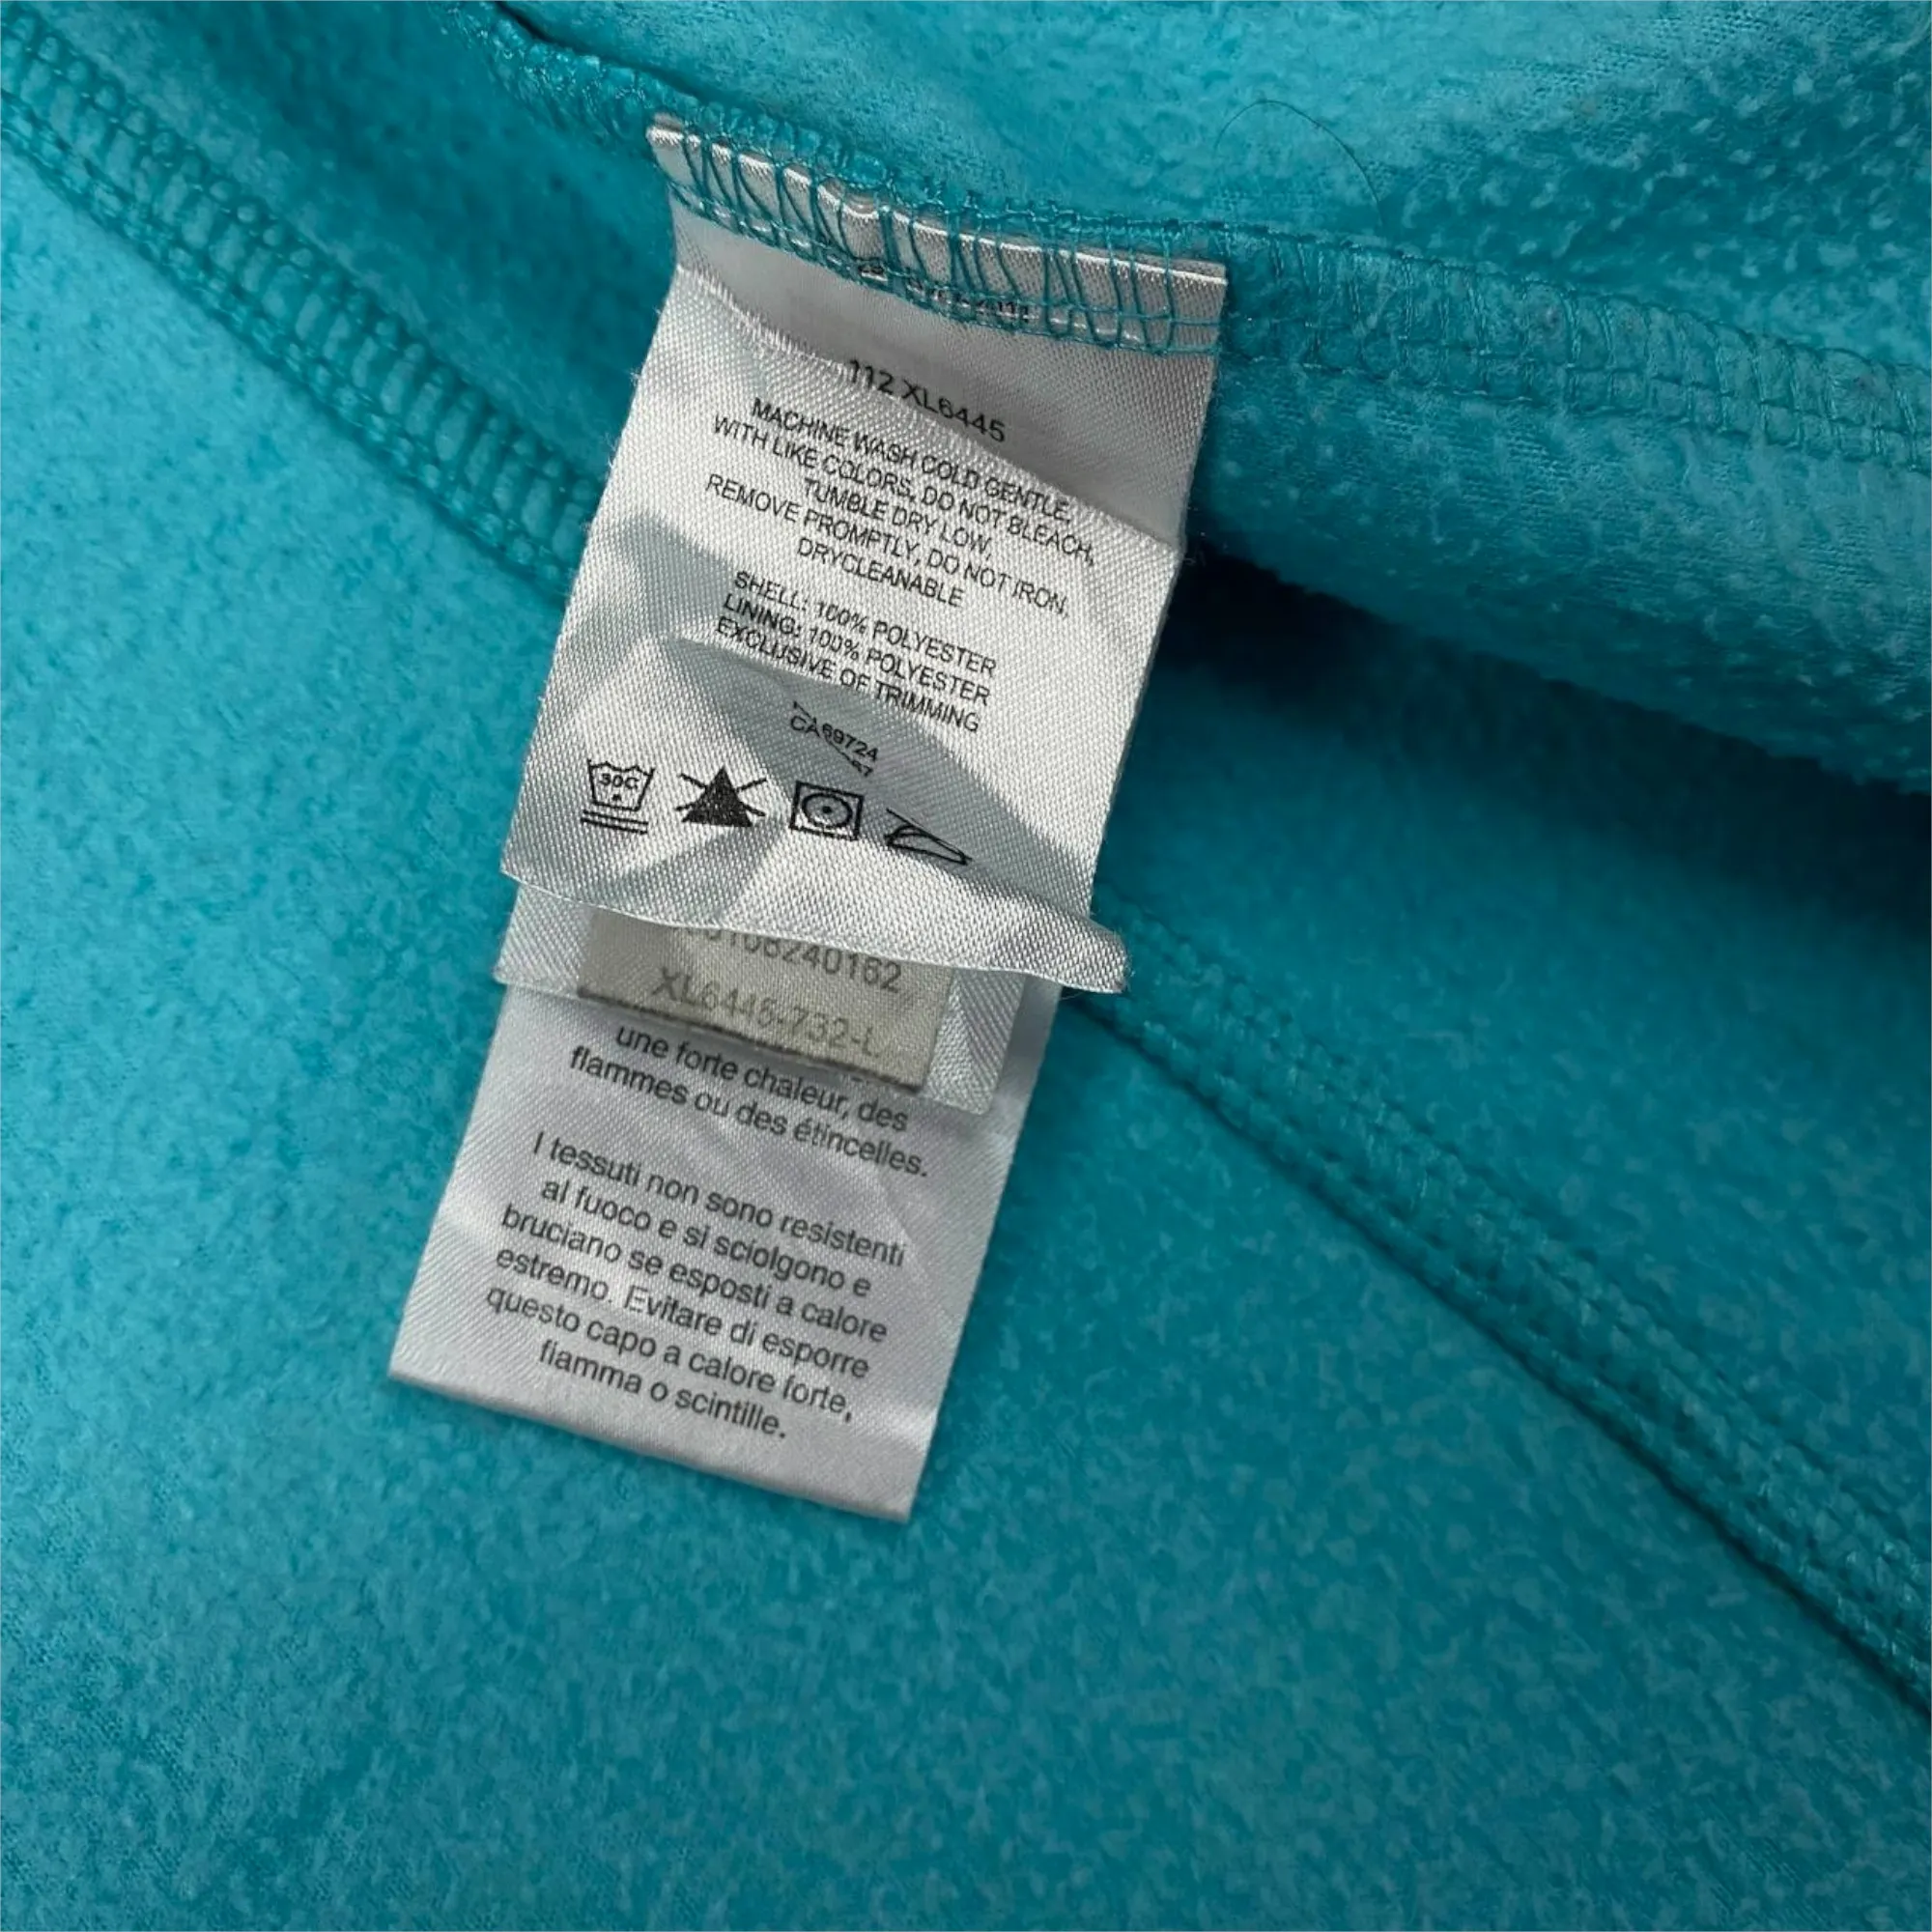 112 XL6445
MACHINE WASH COLD GENTLE,
WITH LIKE COLORS, DO NOT BLEACH,
TUMBLE DRY LOW,
REMOVE PROMPTLY, DO NOT IRON,
DRYCLEANABLE
SHELL: 100% POLYESTER
LINING: 100% POLYESTER
EXCLUSIVE OF TRIMMING
30C
XL6445-732-L
une forte chaleur, des
flammes ou des étincelles.
I tessuti non sono resistenti
al fuoco e si sciolgono e
bruciano se esposti a calore
estremo. Evitare di esporre
questo capo a calore forte,
fiamma o scintille.